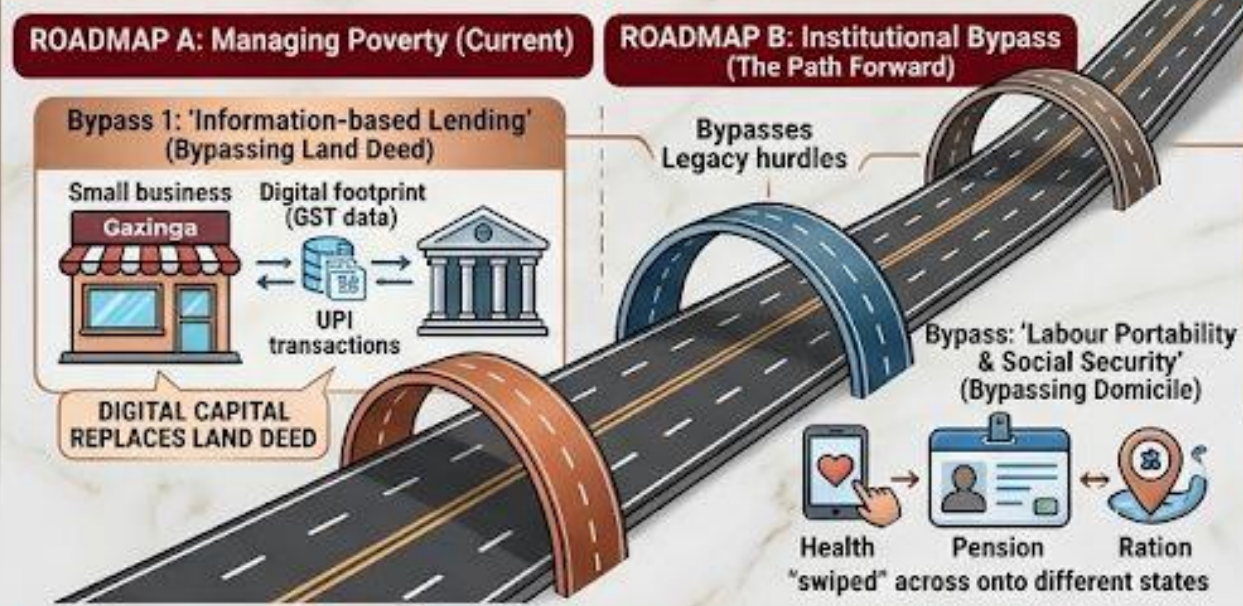 ROADMAP A: Managing Poverty (Current)
ROADMAP B: Institutional Bypass
(The Path Forward)
Bypass 1: 'Information-based Lending'
(Bypassing Land Deed)
Small business
Gaxinga
Digital footprint
(GST data)
UPI
transactions
DIGITAL CAPITAL
REPLACES LAND DEED
Bypasses
Legacy hurdles
Bypass: 'Labour Portability
& Social Security'
(Bypassing Domicile)
Health
Pension
Ration
"swiped" across onto different states